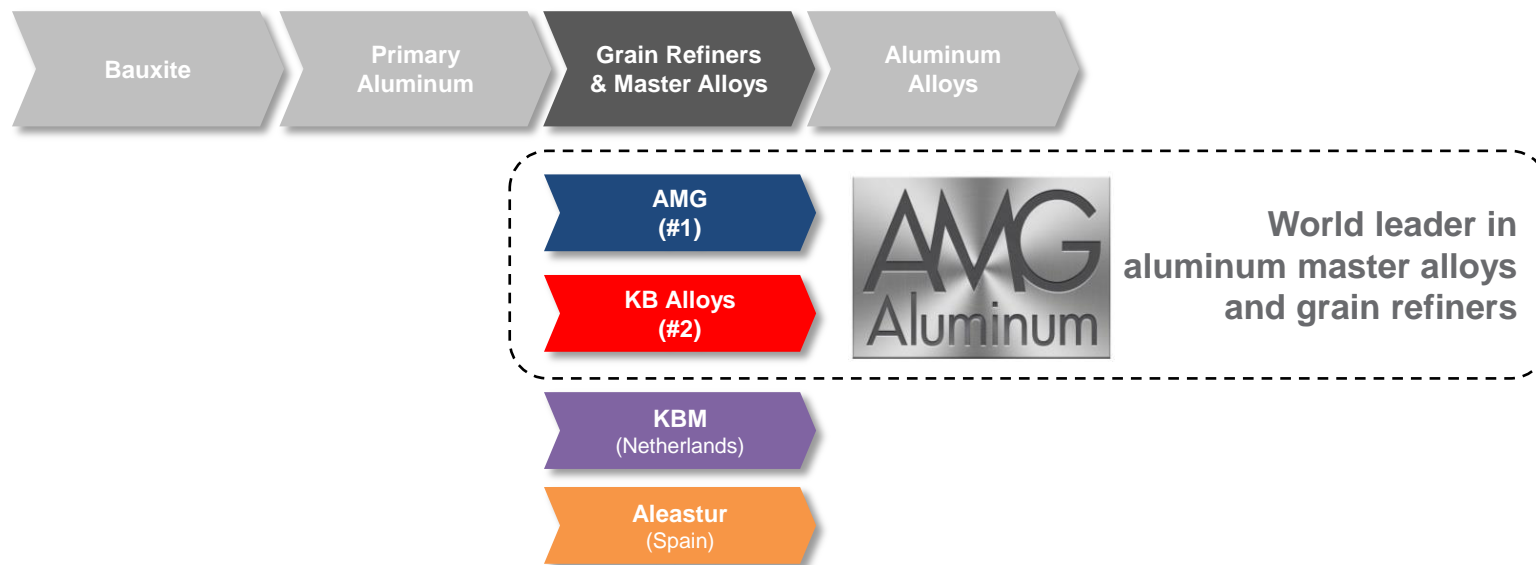 Bauxite
Primary
Aluminum
Grain Refiners
& Master Alloys
Aluminum
Alloys
AMG
(#1)
KB Alloys
(#2)
AMG
Aluminum
World leader in
aluminum master alloys
and grain refiners
KBM
(Netherlands)
Aleastur
(Spain)